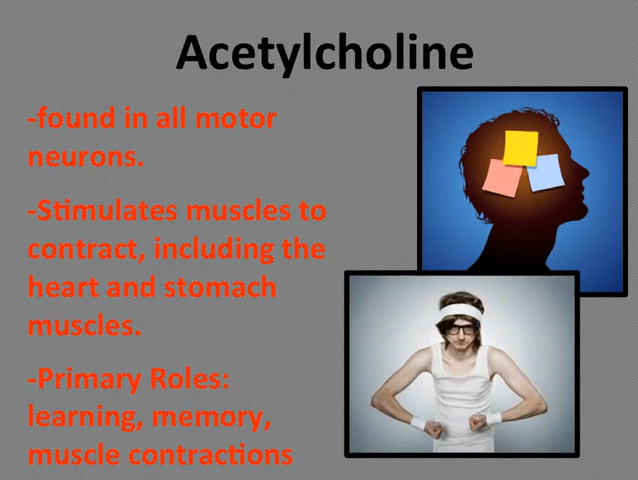 Acetylcholine
-found in all motor
neurons.
-Stimulates muscles to
contract, including the
heart and stomach
muscles.
-Primary Roles:
learning, memory,
muscle contractions